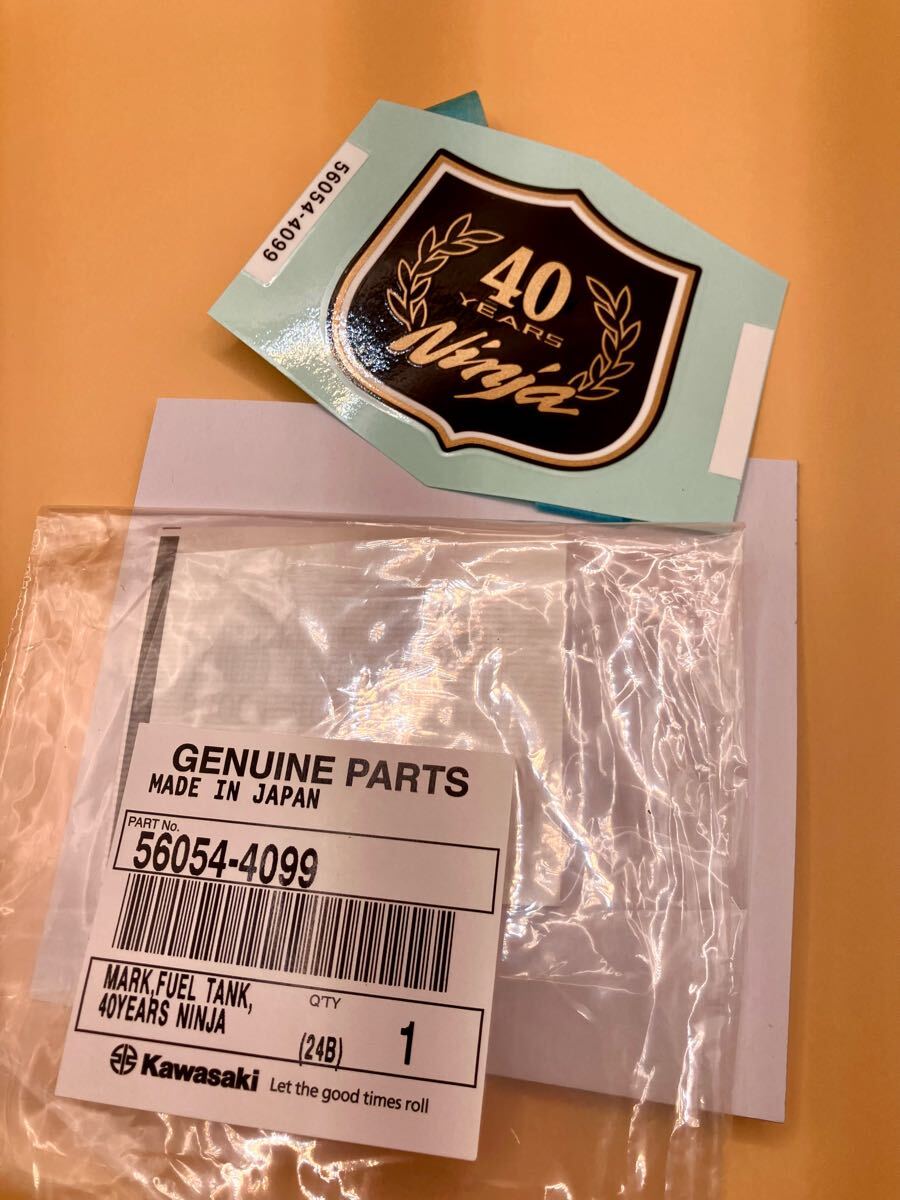 56054-4099
40
YEARS
Ninja
GENUINE PARTS
MADE IN JAPAN
PART No.
56054-4099
MARK,FUEL TANK,
40YEARS NINJA
Q'TY
(24B) 1
Kawasaki Let the good times roll